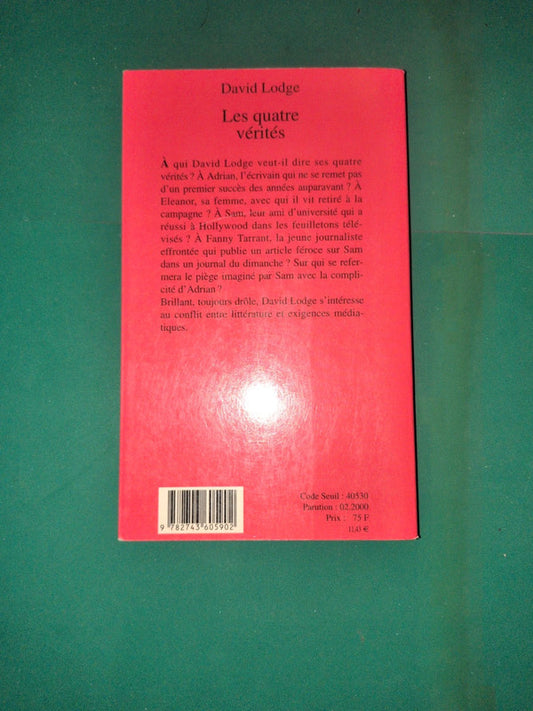 David Lodge
Les quatre
vérités
À qui David Lodge veut-il dire ses quatre
vérités ? À Adrian, l'écrivain qui ne se remet pas
d'un premier succès des années auparavant ? À
Eleanor, sa femme, avec qui il vit retiré à la
campagne ? À Sam, leur ami d'université qui a
réussi à Hollywood dans les feuilletons télé-
visés ? À Fanny Tarrant, la jeune journaliste
effrontée qui publie un article féroce sur Sam
dans un journal du dimanche ? Sur qui se refer-
mera le piège imaginé par Sam avec la compli-
cité d'Adrian ?
Brillant, toujours drôle, David Lodge s'intéresse
au conflit entre littérature et exigences média-
tiques.
Code Seuil : 40530
Parution : 02.2000
Prix : 75 F
11,43 €
9 782743 605902